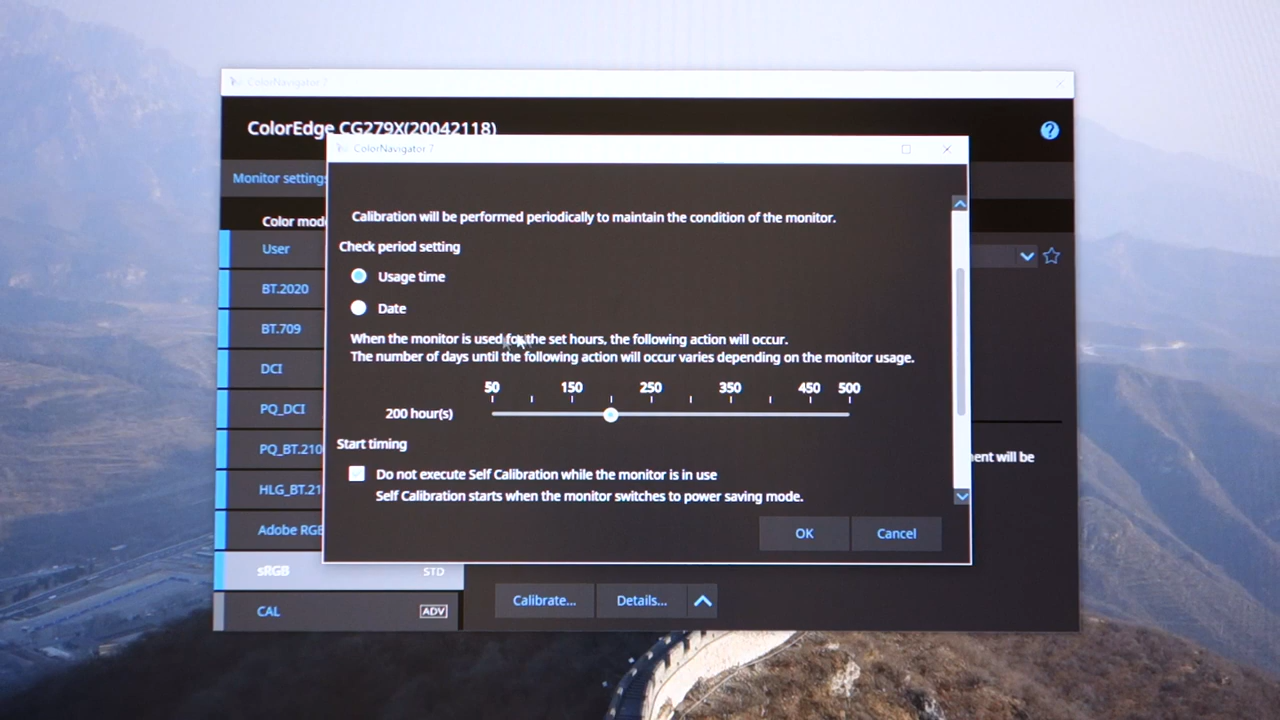 ColorNavigator 7
ColorEdge CG279X(20042118)
ColorNavigator 7
Monitor settings
Calibration will be performed periodically to maintain the condition of the monitor.
Color mode
User
Check period setting
Usage time
BT.2020
Date
BT.709
When the monitor is used for the set hours, the following action will occur.
The number of days until the following action will occur varies depending on the monitor usage.
DCI
50 150 250 350 450 500
PQ_DCI
200 hour(s)
PQ_BT.210
Start timing
ent will be
Do not execute Self Calibration while the monitor is in use
HLG_BT.21
Self Calibration starts when the monitor switches to power saving mode.
Adobe RGB
OK Cancel
sRGB STD
Calibrate... Details...
CAL ADV